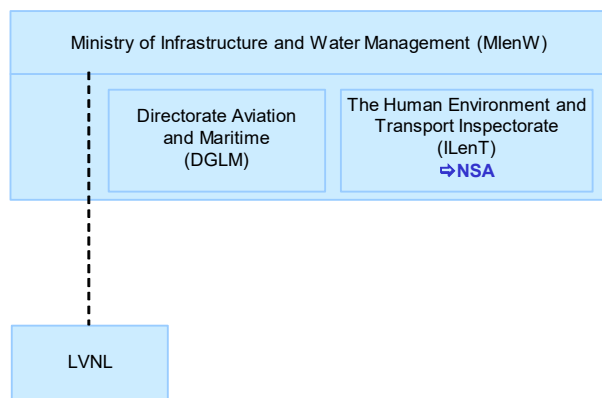 Ministry of Infrastructure and Water Management (MIenW)
Directorate Aviation
and Maritime
(DGLM)
The Human Environment and
Transport Inspectorate
(ILenT)
⇨NSA
LVNL